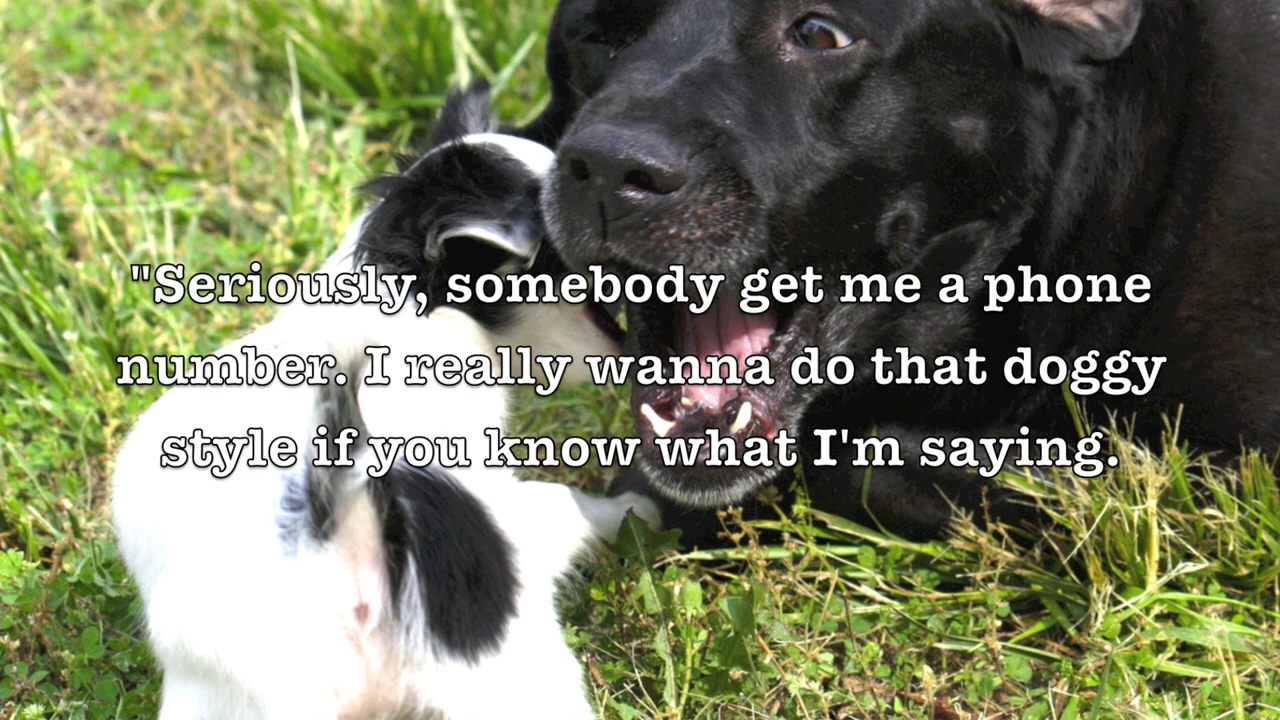 "Seriously, somebody get me a phone
number. I really wanna do that doggy
style if you know what I'm saying.